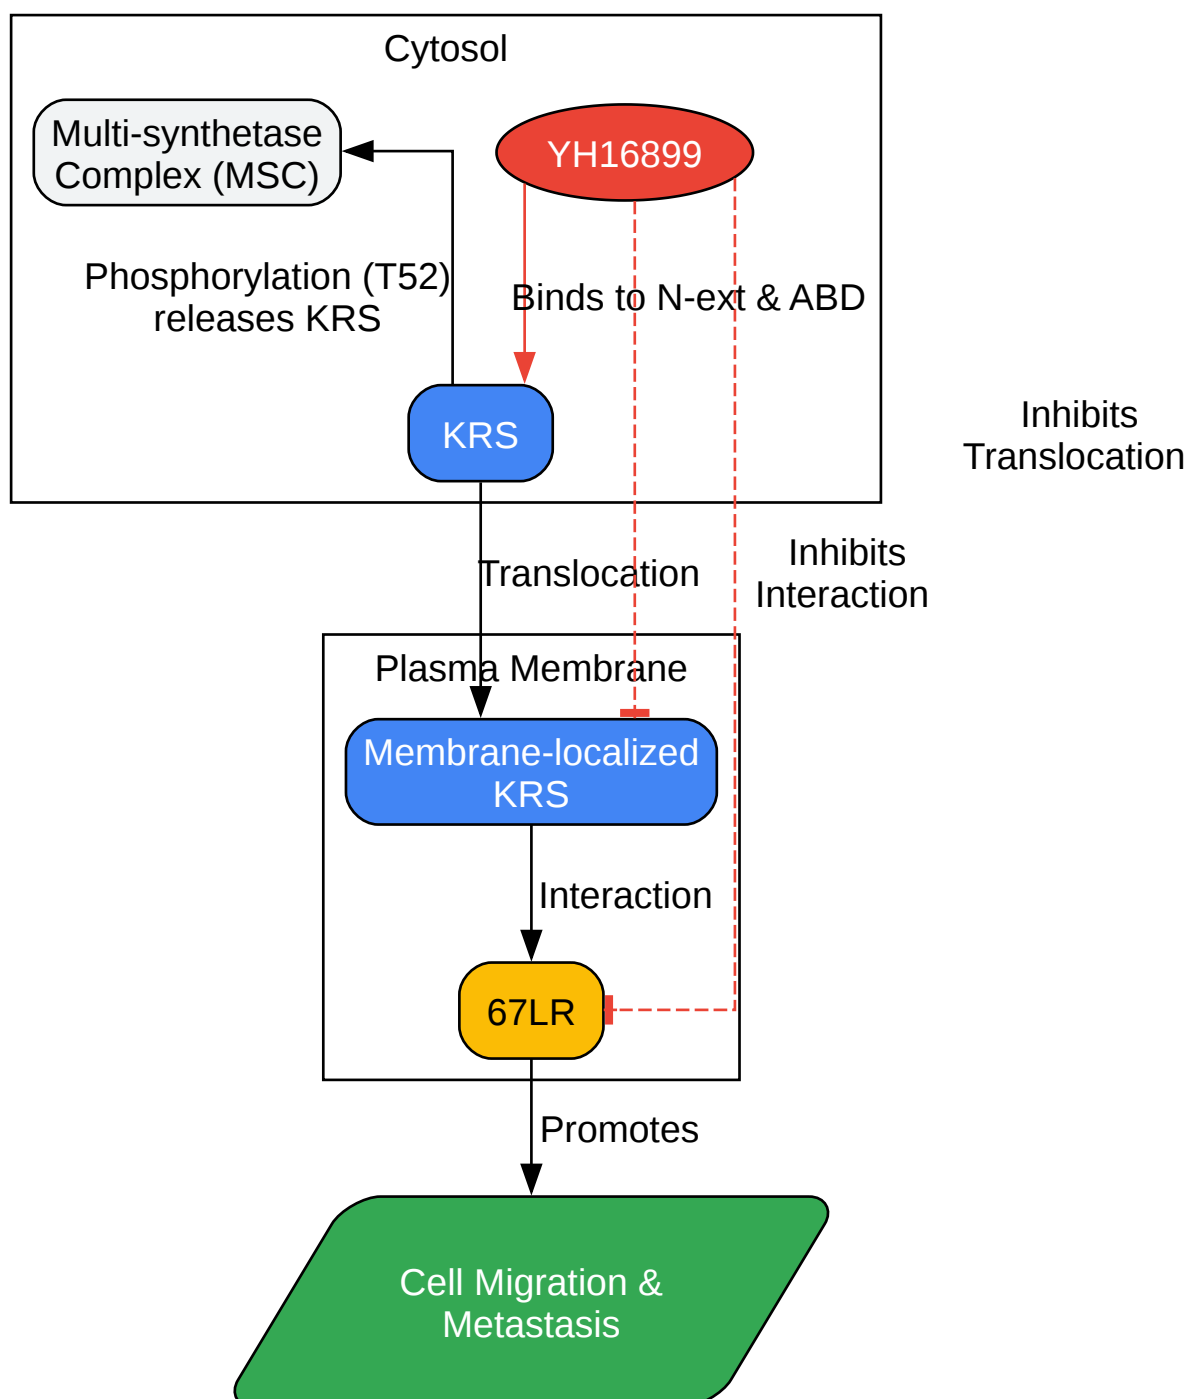 Cytosol
Multi-synthetase
Complex (MSC)
YH16899
Phosphorylation (T52)
releases KRS
Binds to N-ext & ABD
KRS
Inhibits
Translocation
Translocation
Inhibits
Interaction
Plasma Membrane
Membrane-localized
KRS
Interaction
67LR
Promotes
Cell Migration &
Metastasis